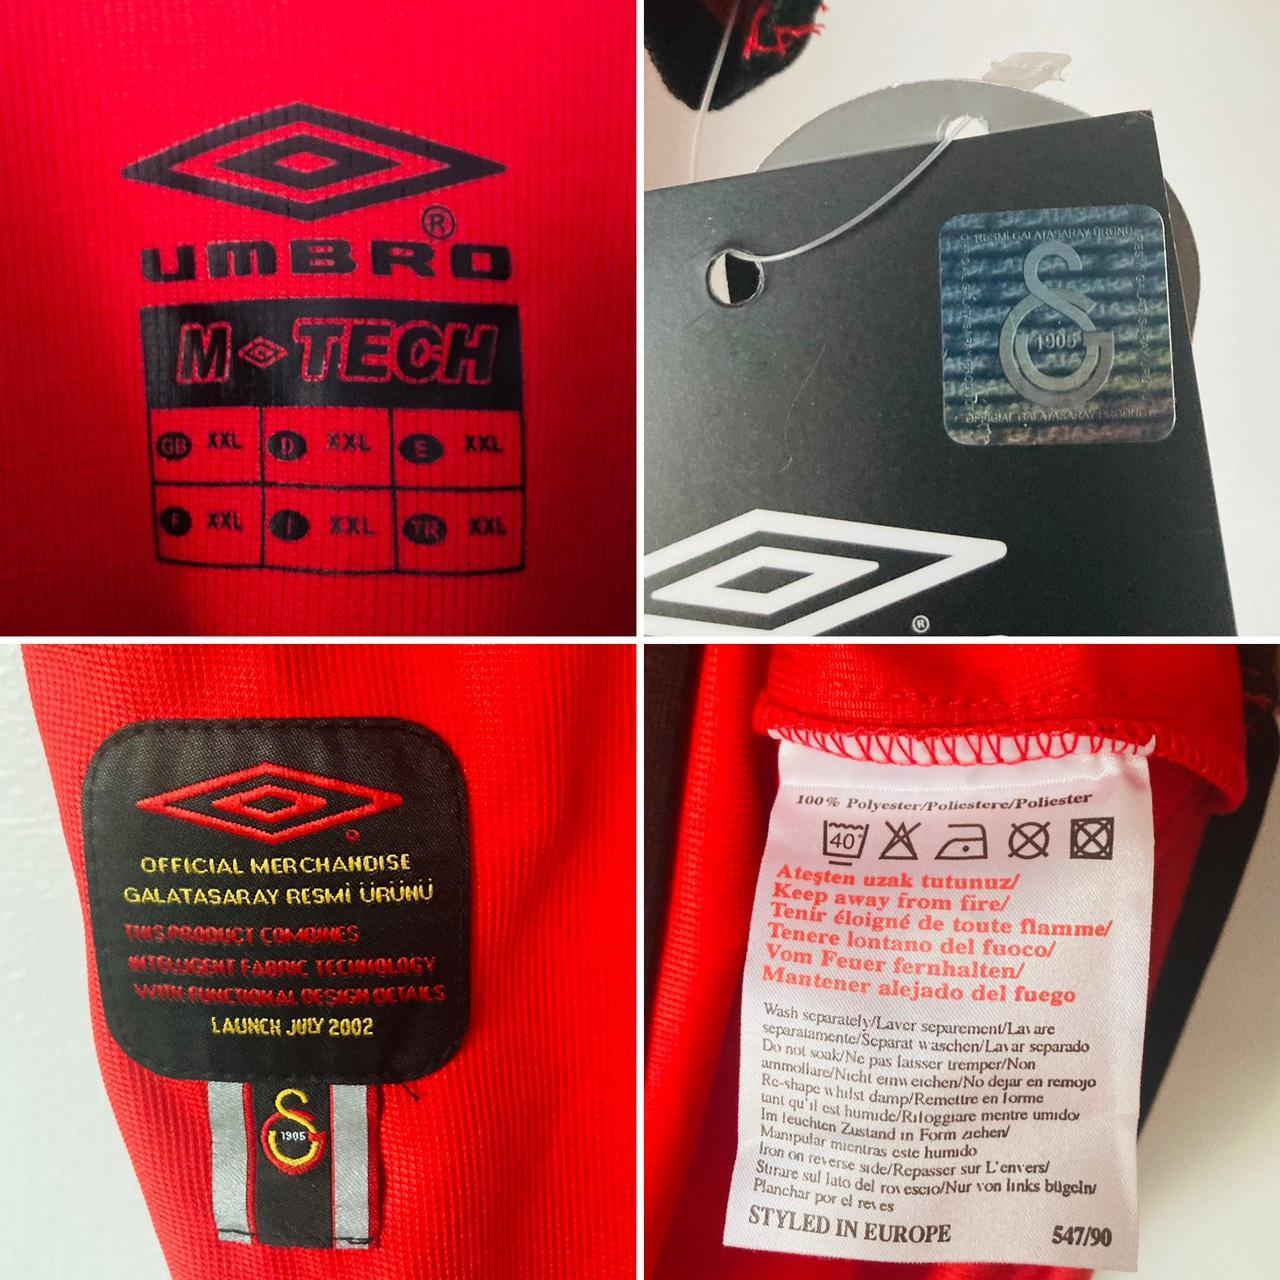 ®
UMBRO
M TECH
GB XXL D XXL E XXL
F XXL I XXL TR XXL
RESMİ GALATASARAY ÜRÜNÜ
1905
OFFICIAL GALATASARAY PRODUCT
®
®
OFFICIAL MERCHANDISE
GALATASARAY RESMİ ÜRÜNÜ
THIS PRODUCT COMBINES
INTELLIGENT FABRIC TECHNOLOGY
WITH FUNCTIONAL DESIGN DETAILS
LAUNCH JULY 2002
1905
100% Polyester/Poliestere/Poliester
40°
Ateşten uzak tutunuz/
Keep away from fire/
Tenir éloigné de toute flamme/
Tenere lontano del fuoco/
Vom Feuer fernhalten/
Mantener alejado del fuego
Wash separately/Laver separement/Lavare
separatamente/Separat waschen/Lavar separado
Do not soak/Ne pas laisser tremper/Non
ammollare/Nicht einweichen/No dejar en remojo
Re-shape whilst damp/Remettre en forme
tant qu'il est humide/Rifoggiare mentre umido/
Im feuchten Zustand in Form ziehen/
Manipular mientras este humido
Iron on reverse side/Repasser sur L'envers/
Stirare sul lato del rovescio/Nur von links bügeln/
Planchar por el reves
STYLED IN EUROPE 547/90